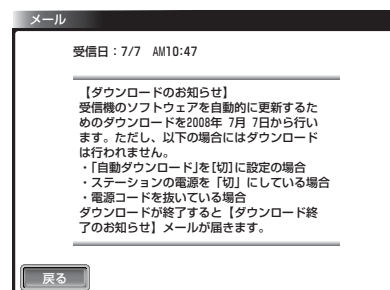 メール
受信日：7/7 AM10:47
【ダウンロードのお知らせ】
受信機のソフトウェアを自動的に更新するた
めのダウンロードを2008年 7月 7日から行い
ます。ただし、以下の場合にはダウンロード
は行われません。
・「自動ダウンロード」を[切]に設定の場合
・ステーションの電源を「切」にしている場合
・電源コードを抜いている場合
ダウンロードが終了すると【ダウンロード終
了のお知らせ】メールが届きます。
戻る